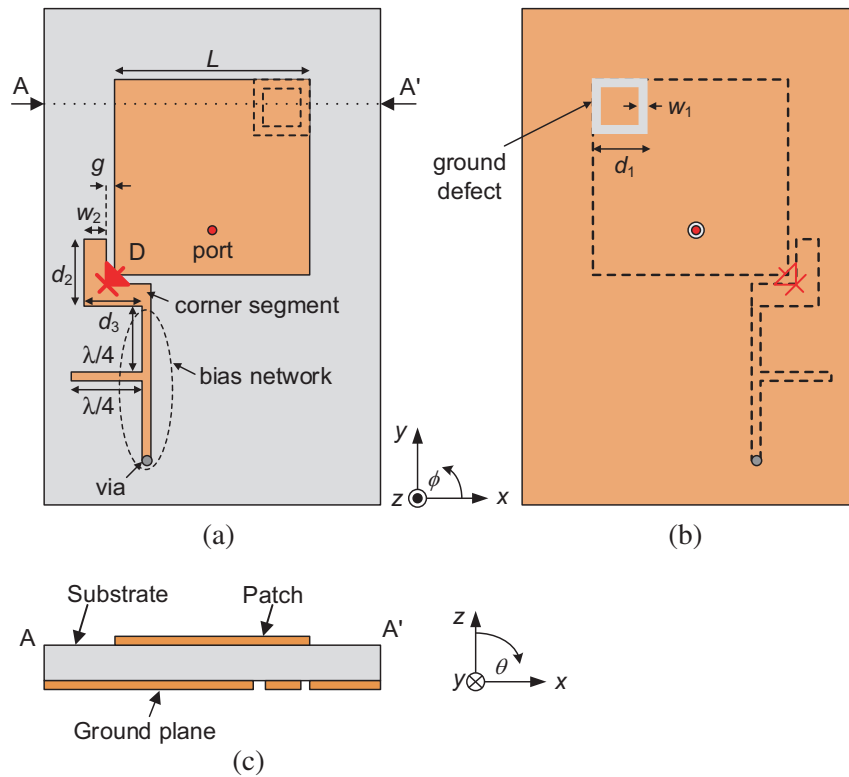 L
A
A'
g
w₂
D
port
d₂
corner segment
d₃
λ/4
bias network
λ/4
via
y
ϕ
z
x
(a)
w₁
ground
defect
d₁
(b)
Substrate
Patch
A
A'
Ground plane
z
θ
y
x
(c)